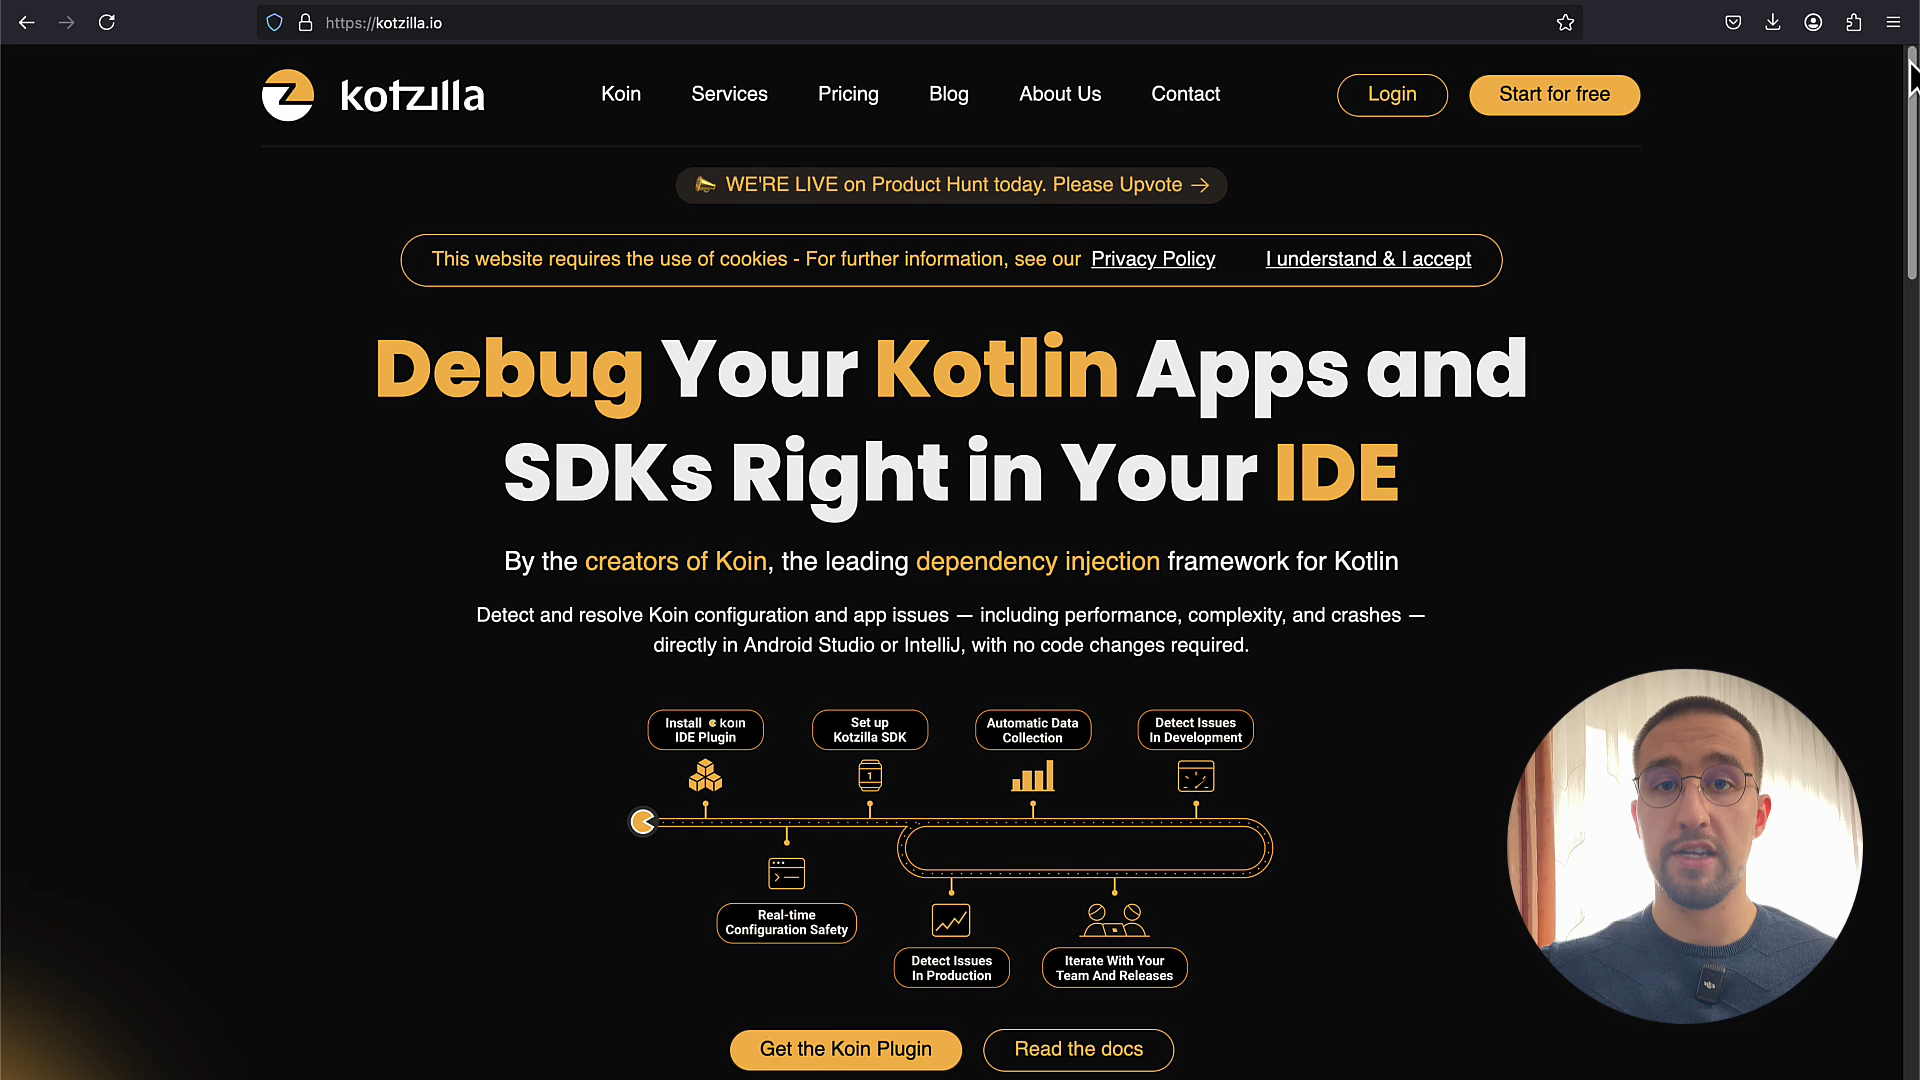 https://kotzilla.io
kotzilla
Koin
Services
Pricing
Blog
About Us
Contact
Login
Start for free
WE'RE LIVE on Product Hunt today. Please Upvote →
This website requires the use of cookies - For further information, see our Privacy Policy
I understand & I accept
Debug Your Kotlin Apps and
SDKs Right in Your IDE
By the creators of Koin, the leading dependency injection framework for Kotlin
Detect and resolve Koin configuration and app issues — including performance, complexity, and crashes —
directly in Android Studio or IntelliJ, with no code changes required.
Install koin
IDE Plugin
Set up
Kotzilla SDK
Automatic Data
Collection
Detect Issues
In Development
1
Real-time
Configuration Safety
Detect Issues
In Production
Iterate With Your
Team And Releases
Get the Koin Plugin
Read the docs